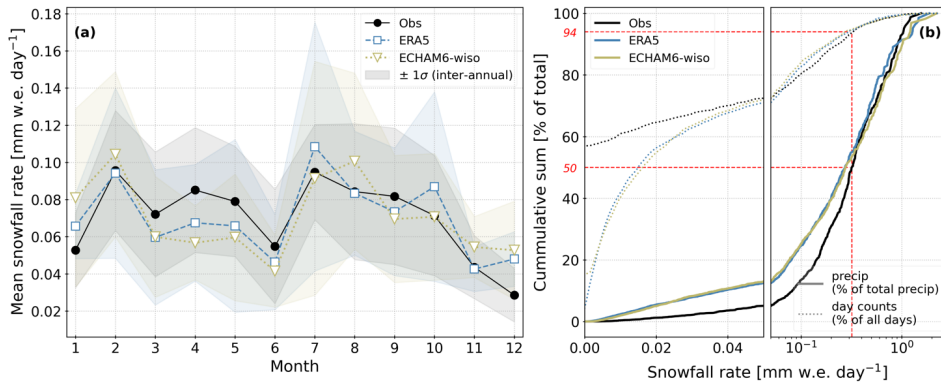 (a)
Obs
ERA5
ECHAM6-wiso
± 1σ (inter-annual)
0.18
0.16
0.14
0.12
0.10
0.08
0.06
0.04
0.02
Mean snowfall rate [mm w.e. day⁻¹]
1 2 3 4 5 6 7 8 9 10 11 12
Month
(b)
Obs
ERA5
ECHAM6-wiso
100
94
80
60
50
40
20
0
Cummulative sum [% of total]
precip
(% of total precip)
day counts
(% of all days)
0.00 0.02 0.04 10⁻¹ 10⁰
Snowfall rate [mm w.e. day⁻¹]